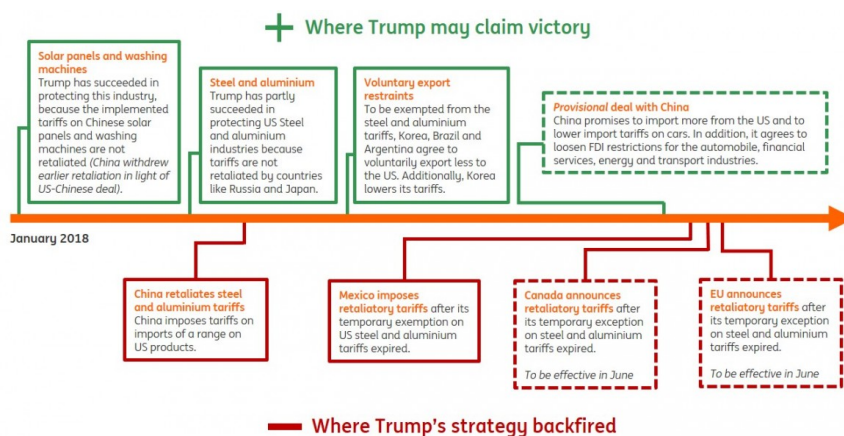 Where Trump may claim victory
Solar panels and washing
machines
Trump has succeeded in
protecting this industry,
because the implemented
tariffs on Chinese solar
panels and washing
machines are not
retaliated (China withdrew
earlier retaliation in light of
US-Chinese deal).
Steel and aluminium
Trump has partly
succeeded in
protecting US Steel
and aluminium
industries because
tariffs are not
retaliated by countries
like Russia and Japan.
Voluntary export
restraints
To be exempted from the
steel and aluminium
tariffs, Korea, Brazil and
Argentina agree to
voluntarily export less to
the US. Additionally, Korea
lowers its tariffs.
Provisional deal with China
China promises to import more from the US and to
lower import tariffs on cars. In addition, it agrees to
loosen FDI restrictions for the automobile, financial
services, energy and transport industries.
January 2018
China retaliates steel
and aluminium tariffs
China imposes tariffs on
imports of a range on
US products.
Mexico imposes
retaliatory tariffs after its
temporary exemption on
US steel and aluminium
tariffs expired.
Canada announces
retaliatory tariffs after
its temporary exception
on steel and aluminium
tariffs expired.
To be effective in June
EU announces
retaliatory tariffs after
its temporary exception
on steel and aluminium
tariffs expired.
To be effective in June
Where Trump's strategy backfired